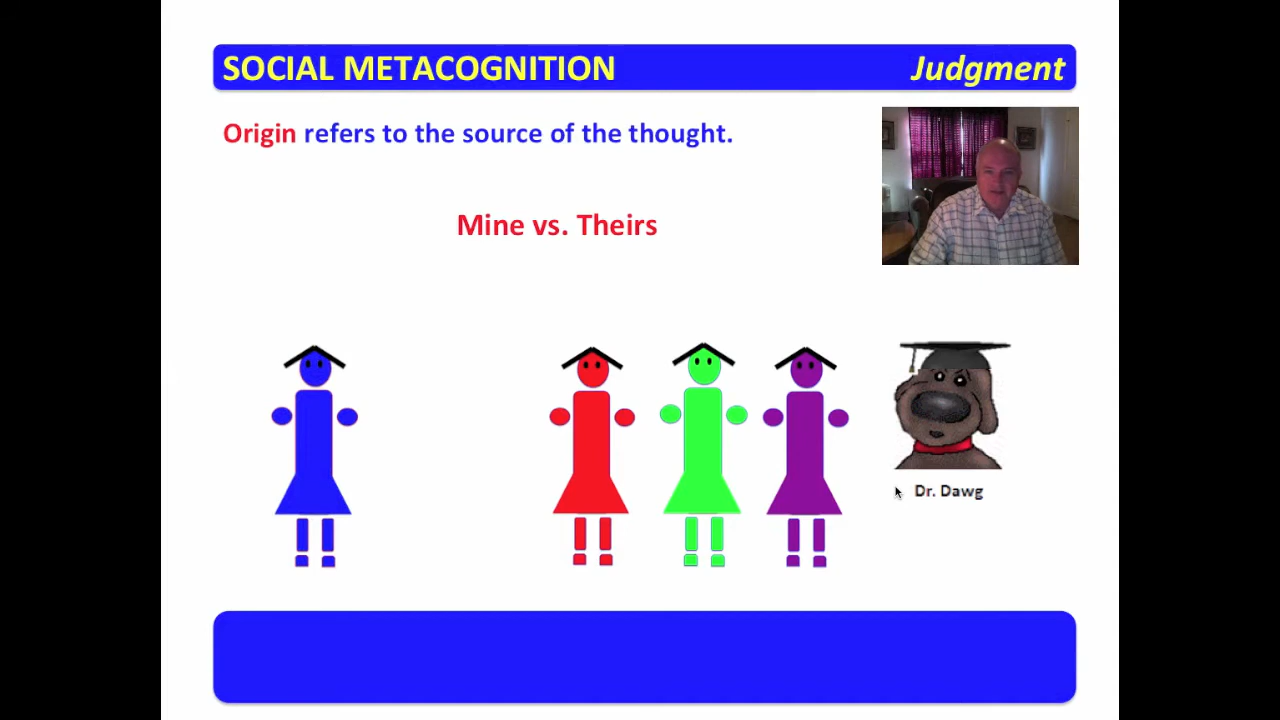 SOCIAL METACOGNITION Judgment
Origin refers to the source of the thought.
Mine vs. Theirs
Dr. Dawg